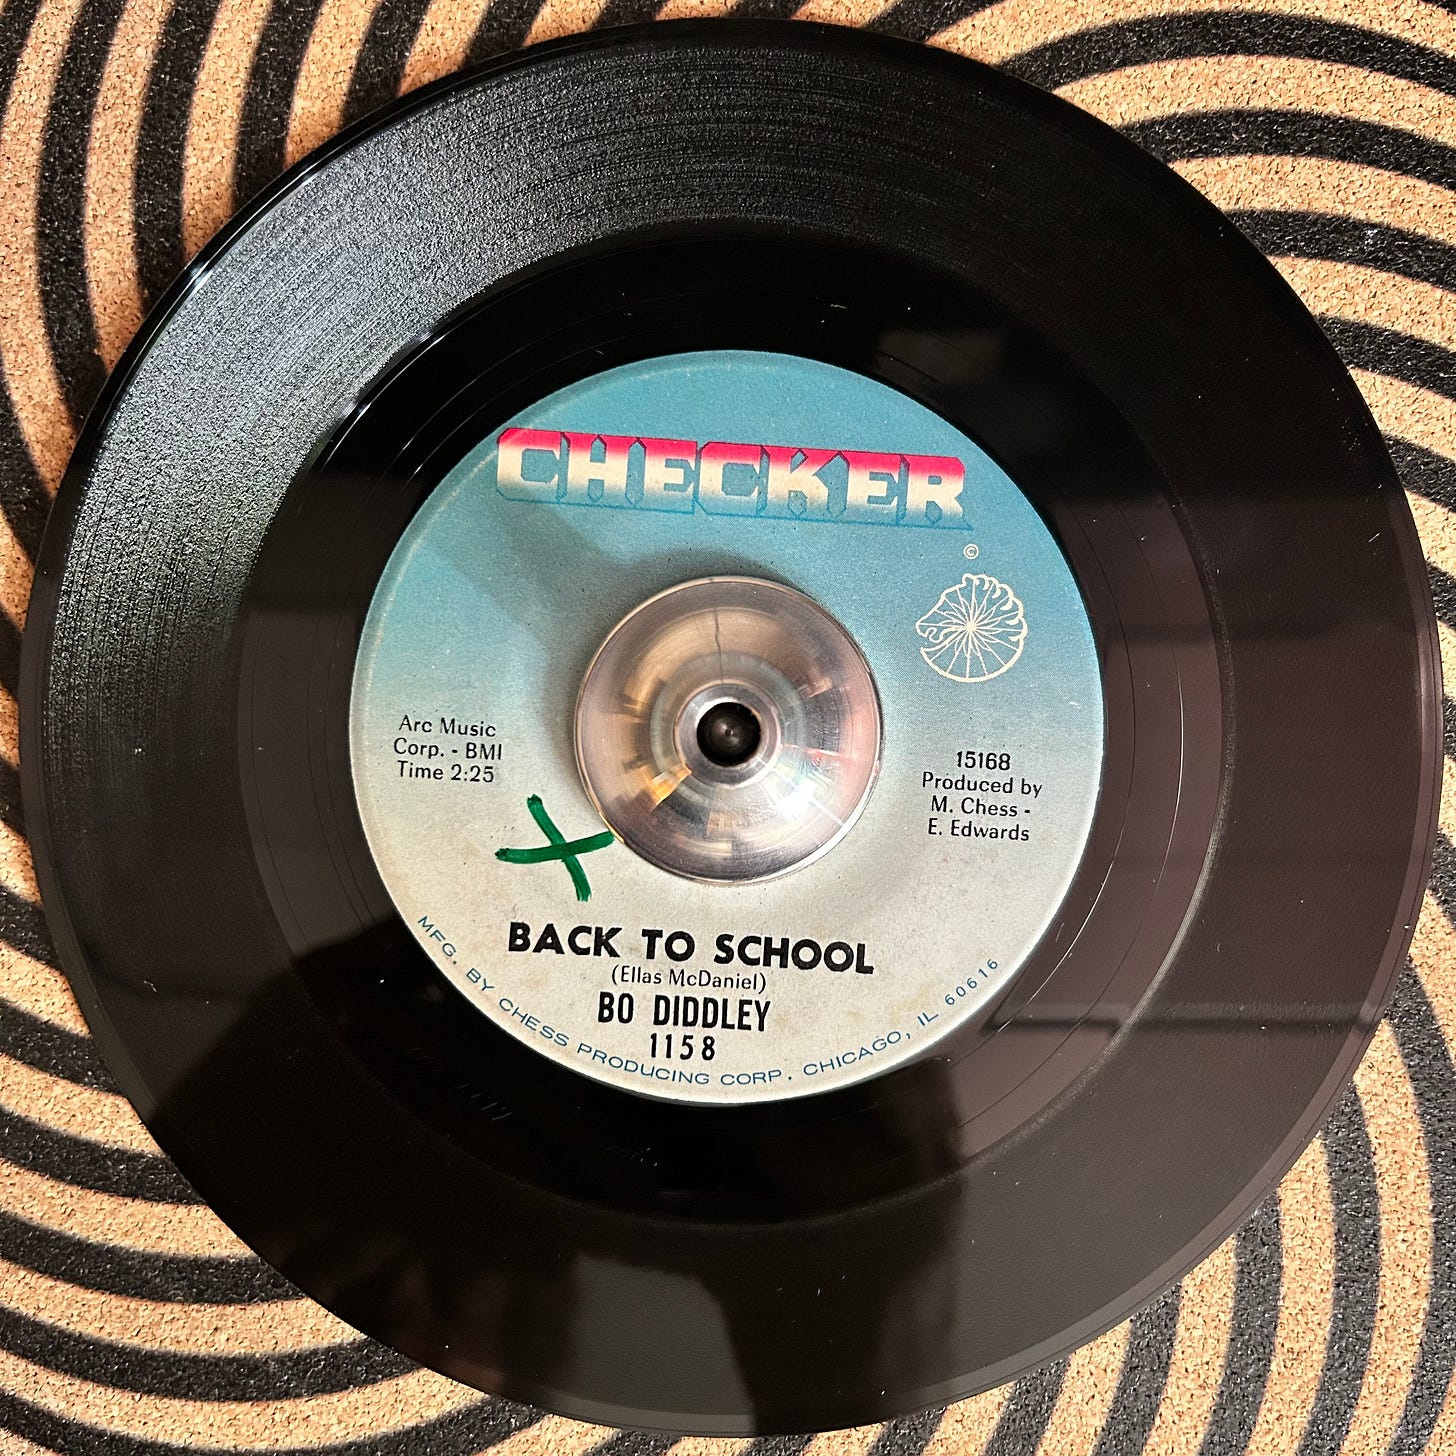 CHECKER
©
Arc Music
Corp. - BMI
Time 2:25
15168
Produced by
M. Chess -
E. Edwards
BACK TO SCHOOL
(Ellas McDaniel)
BO DIDDLEY
1158
MFG. BY CHESS PRODUCING CORP. CHICAGO, IL 60616